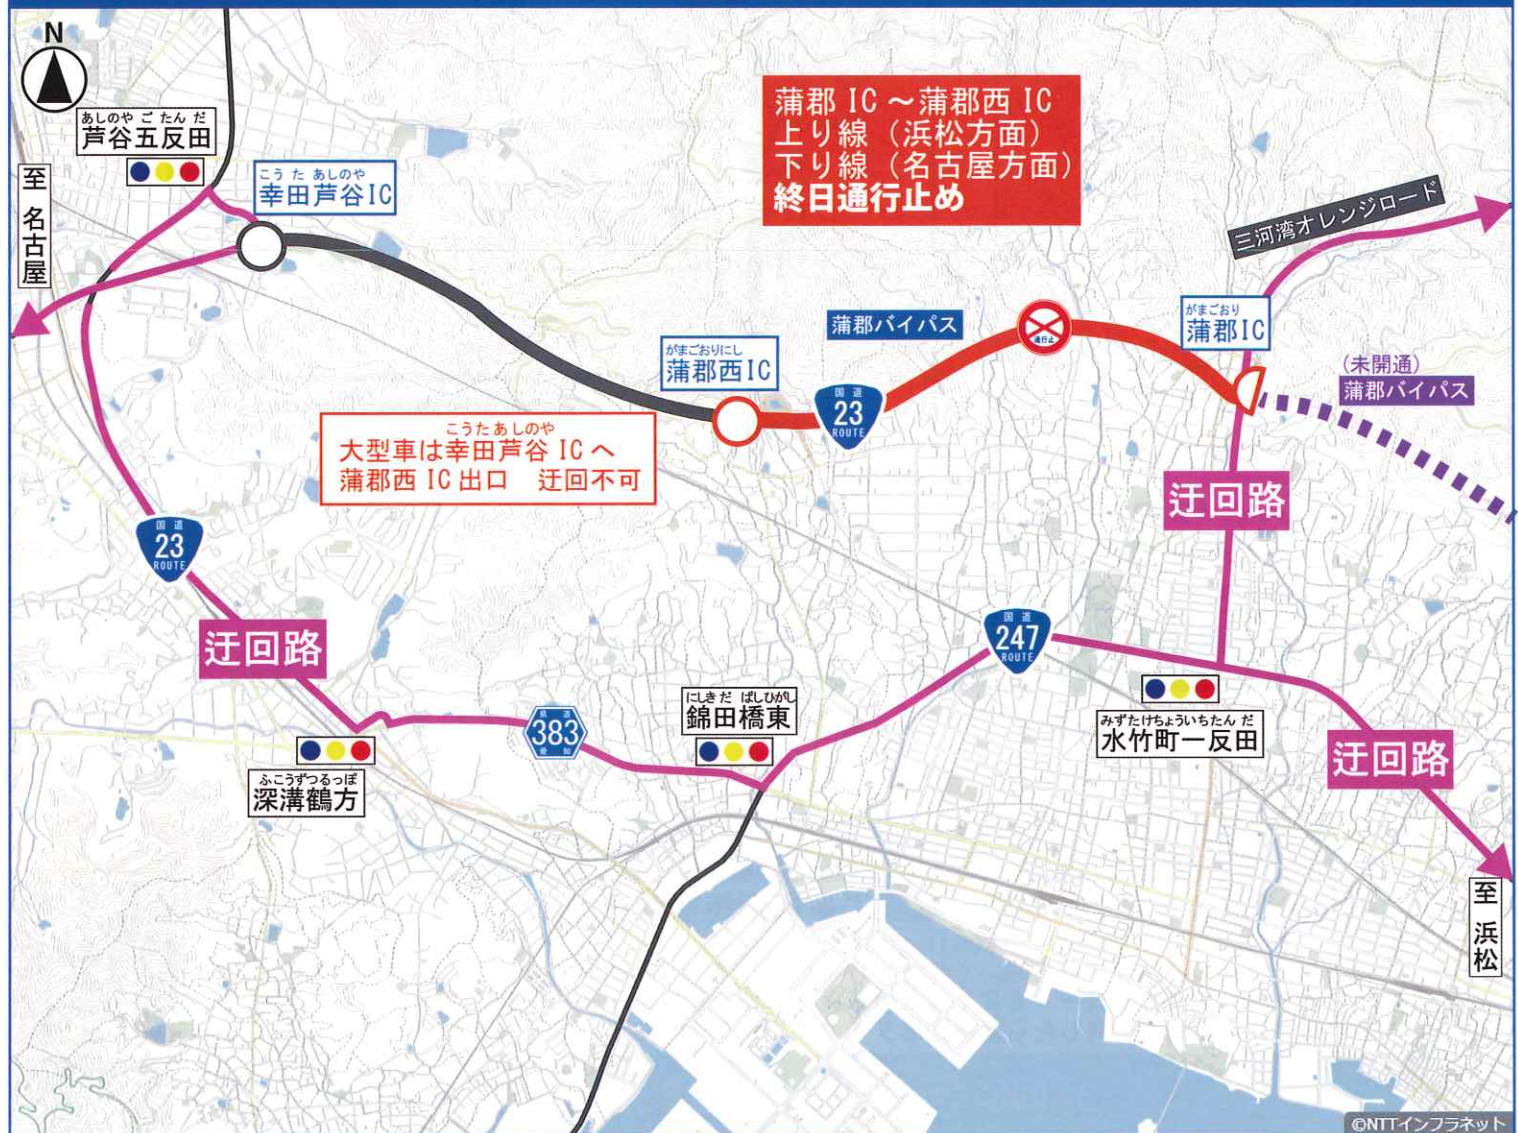 N
あしのや ご たん だ
芦谷五反田
至 名古屋
こう た あしのや
幸田芦谷IC
蒲郡 IC ～蒲郡西 IC
上り線（浜松方面）
下り線（名古屋方面）
終日通行止め
三河湾オレンジロード
がまごおりにし
蒲郡西IC
蒲郡バイパス
通行止
がまごおり
蒲郡IC
(未開通)
蒲郡バイパス
国道
23
ROUTE
こうた あしのや
大型車は幸田芦谷 IC へ
蒲郡西 IC 出口　迂回不可
迂回路
国道
23
ROUTE
迂回路
国道
247
ROUTE
県道
383
愛知
にしきだ ばしひがし
錦田橋東
みずたけちょういちたん だ
水竹町一反田
迂回路
ふこうずつるっぽ
深溝鶴方
至 浜松
©NTTインフラネット